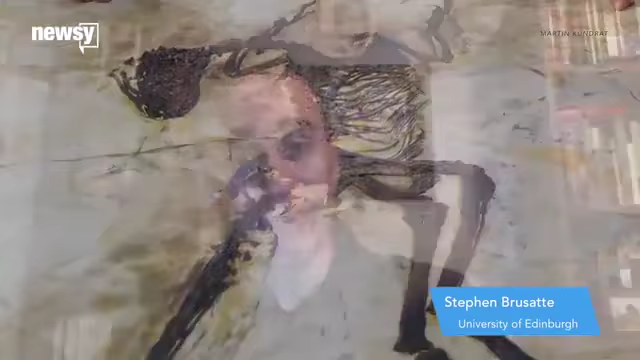 newsy
MARTIN KUNDRÁT
Stephen Brusatte
University of Edinburgh